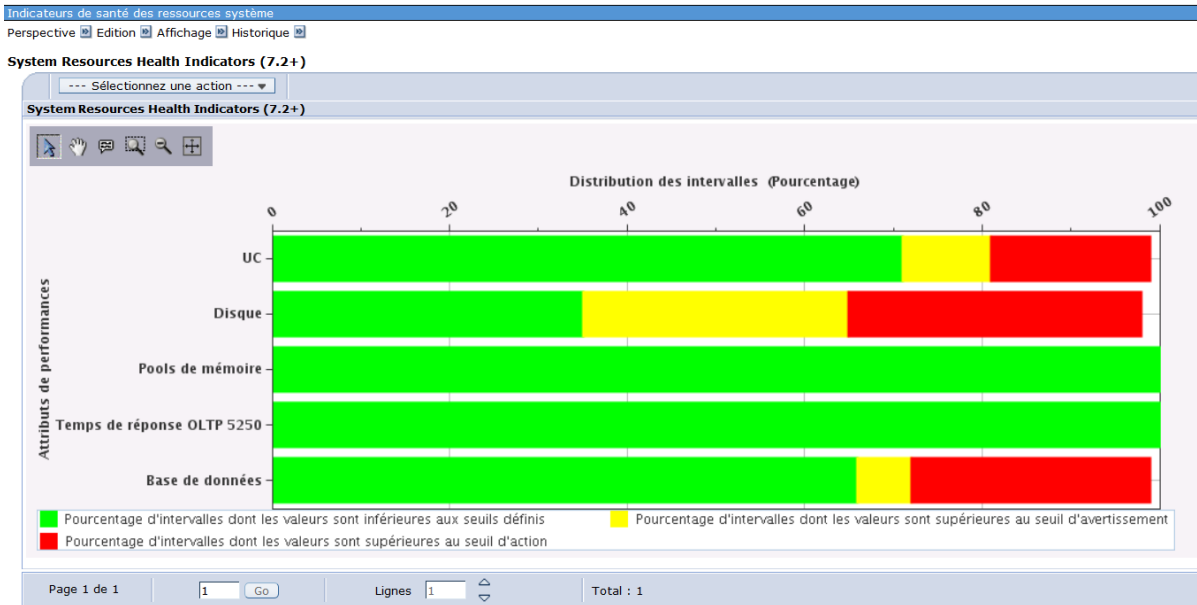 Indicateurs de santé des ressources système
Perspective Edition Affichage Historique
System Resources Health Indicators (7.2+)
--- Sélectionnez une action ---
System Resources Health Indicators (7.2+)
Distribution des intervalles (Pourcentage)
0 20 40 60 80 100
Attributs de performances
UC
Disque
Pools de mémoire
Temps de réponse OLTP 5250
Base de données
Pourcentage d'intervalles dont les valeurs sont inférieures aux seuils définis
Pourcentage d'intervalles dont les valeurs sont supérieures au seuil d'avertissement
Pourcentage d'intervalles dont les valeurs sont supérieures au seuil d'action
Page 1 de 1 1 Go Lignes 1 Total : 1